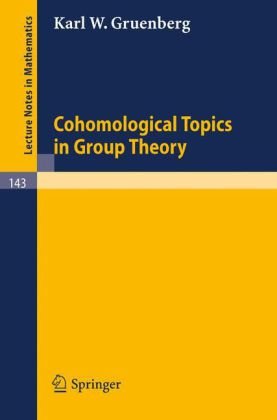 Karl W. Gruenberg
Lecture Notes in Mathematics
Cohomological Topics
in Group Theory
143
Springer